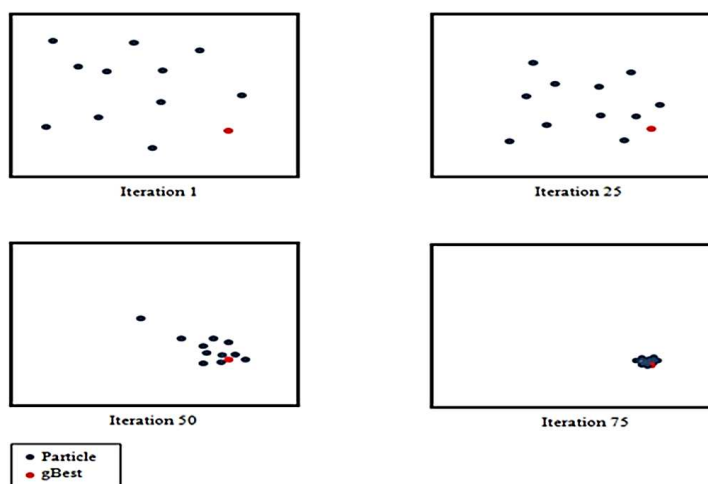 Iteration 1
Iteration 25
Iteration 50
Iteration 75
Particle
gBest